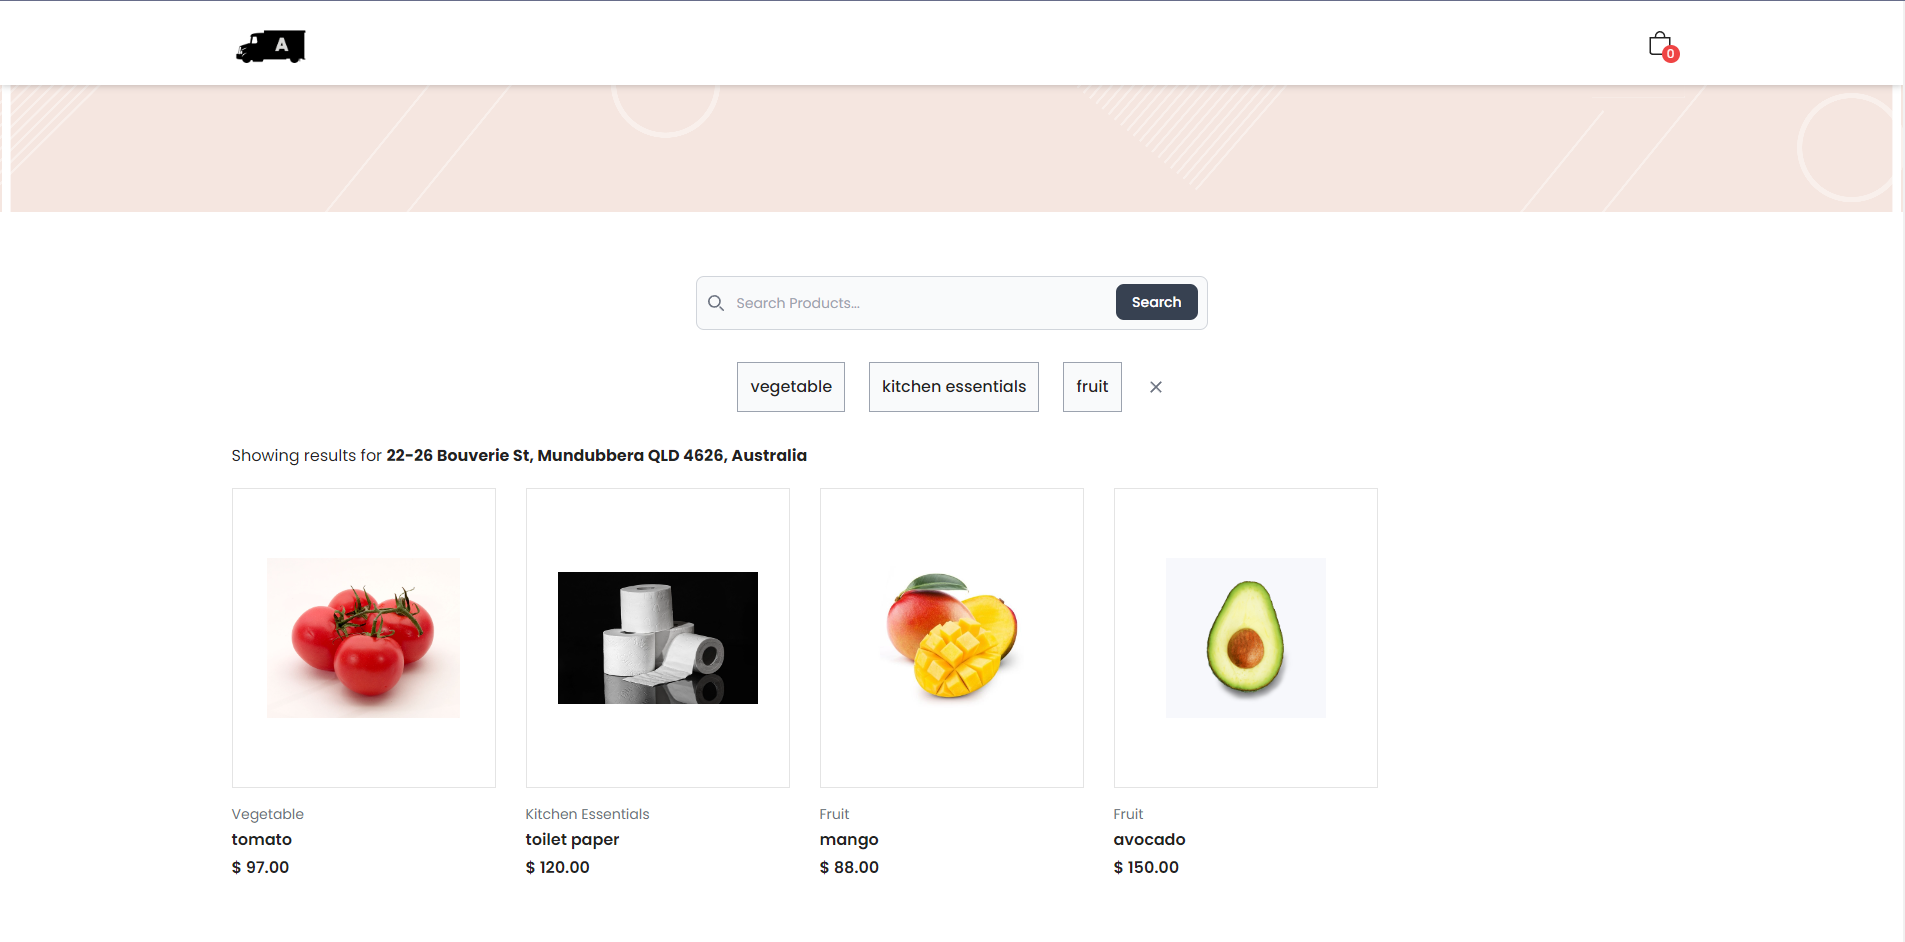 A
0
Search Products...
Search
vegetable
kitchen essentials
fruit
Showing results for 22-26 Bouverie St, Mundubbera QLD 4626, Australia
Vegetable
tomato
$ 97.00
Kitchen Essentials
toilet paper
$ 120.00
Fruit
mango
$ 88.00
Fruit
avocado
$ 150.00